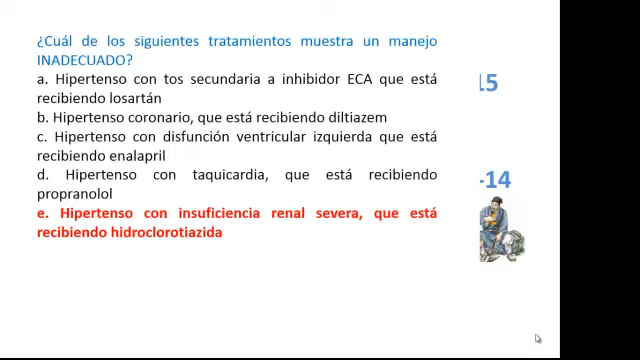 ¿Cuál de los siguientes tratamientos muestra un manejo
INADECUADO?
a. Hipertenso con tos secundaria a inhibidor ECA que está
recibiendo losartán
b. Hipertenso coronario, que está recibiendo diltiazem
c. Hipertenso con disfunción ventricular izquierda que está
recibiendo enalapril
d. Hipertenso con taquicardia, que está recibiendo
propranolol
e. Hipertenso con insuficiencia renal severa, que está
recibiendo hidroclorotiazida
15
-14